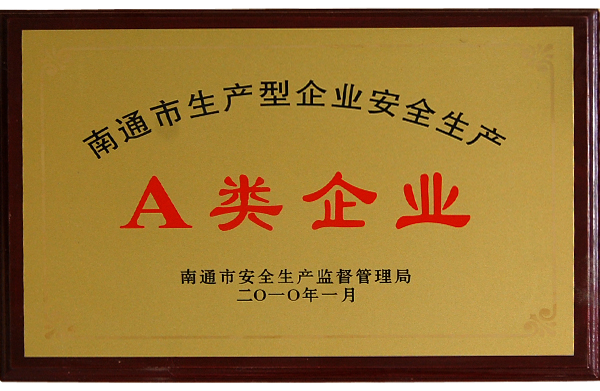 南通市生产型企业安全生产
A类企业
南通市安全生产监督管理局
二〇一〇年一月